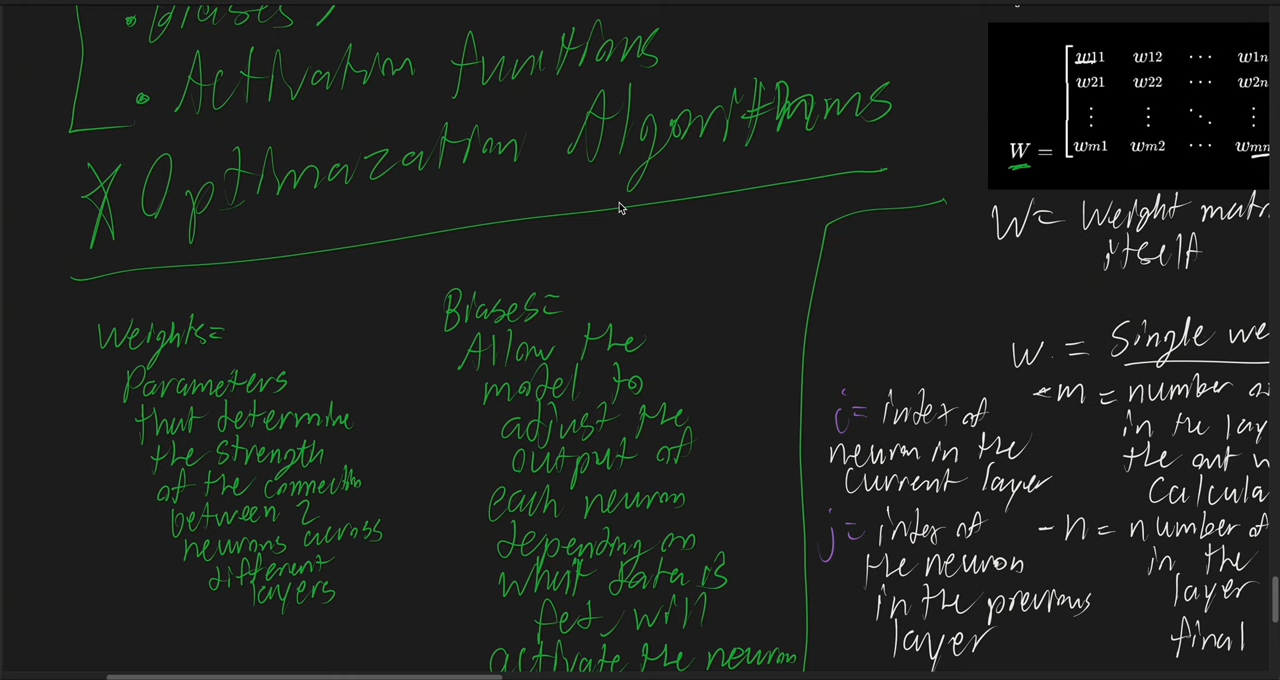 • Biases
• Activation functions
* Optimazation Algorithms
Weights=
Parameters
that determine
the strength
of the connection
between 2
neurons across
different
layers
Biases=
Allow the
model to
adjust the
output of
each neuron
depending on
what data is
fed, will
activate the neuron
i = index of
neuron in the
current layer
j = index of
the neuron
in the previous
layer
W =
w11 w12 ⋯ w1n
w21 w22 ⋯ w2n
⋮ ⋮ ⋱ ⋮
wm1 wm2 ⋯ wmn
W = Weight matr
itself
w. = Single we
-m = number o
in the lay
the
Calcula
-n = number of
in the
layer
final